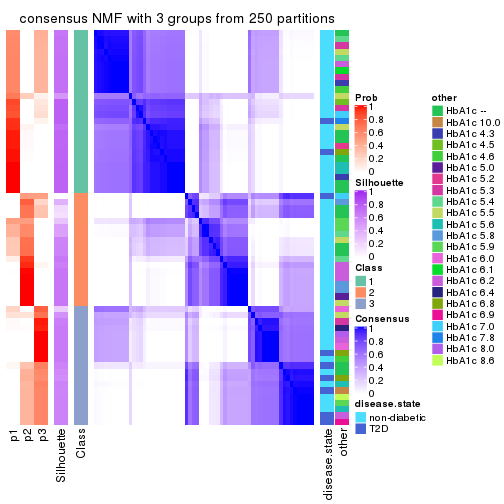 consensus NMF with 3 groups from 250 partitions
p1
p2
p3
Silhouette
Class
disease.state
other
Prob
1
0.8
0.6
0.4
0.2
0
Silhouette
1
0.8
0.6
0.4
0.2
0
Class
1
2
3
Consensus
1
0.8
0.6
0.4
0.2
0
disease.state
non-diabetic
T2D
other
HbA1c --
HbA1c 10.0
HbA1c 4.3
HbA1c 4.5
HbA1c 4.6
HbA1c 5.0
HbA1c 5.2
HbA1c 5.3
HbA1c 5.4
HbA1c 5.5
HbA1c 5.6
HbA1c 5.8
HbA1c 5.9
HbA1c 6.0
HbA1c 6.1
HbA1c 6.2
HbA1c 6.4
HbA1c 6.8
HbA1c 6.9
HbA1c 7.0
HbA1c 7.8
HbA1c 8.0
HbA1c 8.6